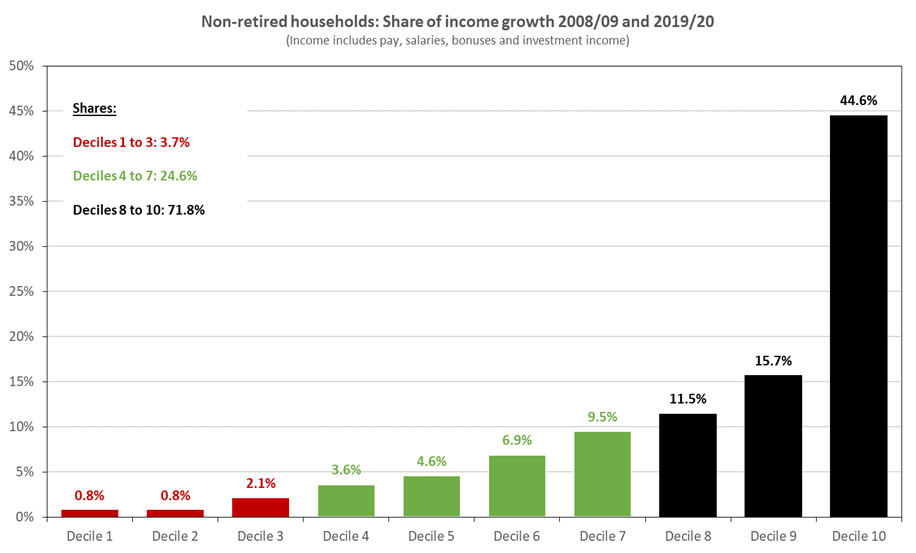 Non-retired households: Share of income growth 2008/09 and 2019/20
(Income includes pay, salaries, bonuses and investment income)
50%
45%
40%
35%
30%
25%
20%
15%
10%
5%
0%
Shares:
Deciles 1 to 3: 3.7%
Deciles 4 to 7: 24.6%
Deciles 8 to 10: 71.8%
0.8% 0.8% 2.1% 3.6% 4.6% 6.9% 9.5% 11.5% 15.7% 44.6%
Decile 1 Decile 2 Decile 3 Decile 4 Decile 5 Decile 6 Decile 7 Decile 8 Decile 9 Decile 10